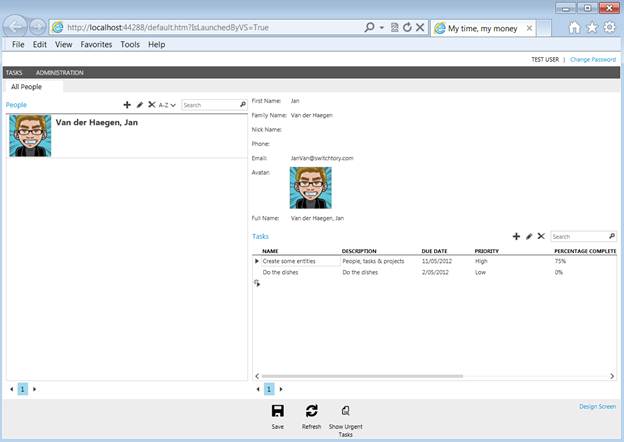 http://localhost:44288/default.htm?IsLaunchedByVS=True
My time, my money
File Edit View Favorites Tools Help
TEST USER | Change Password
TASKS ADMINISTRATION
All People
People
A-Z
Search
Van der Haegen, Jan
First Name: Jan
Family Name: Van der Haegen
Nick Name:
Phone:
Email: JanVan@switchtory.com
Avatar:
Full Name: Van der Haegen, Jan
Tasks
Search
NAME DESCRIPTION DUE DATE PRIORITY PERCENTAGE COMPLETE
Create some entities People, tasks & projects 11/05/2012 High 75%
Do the dishes Do the dishes 2/05/2012 Low 0%
1
1
Design Screen
Save Refresh Show Urgent
Tasks